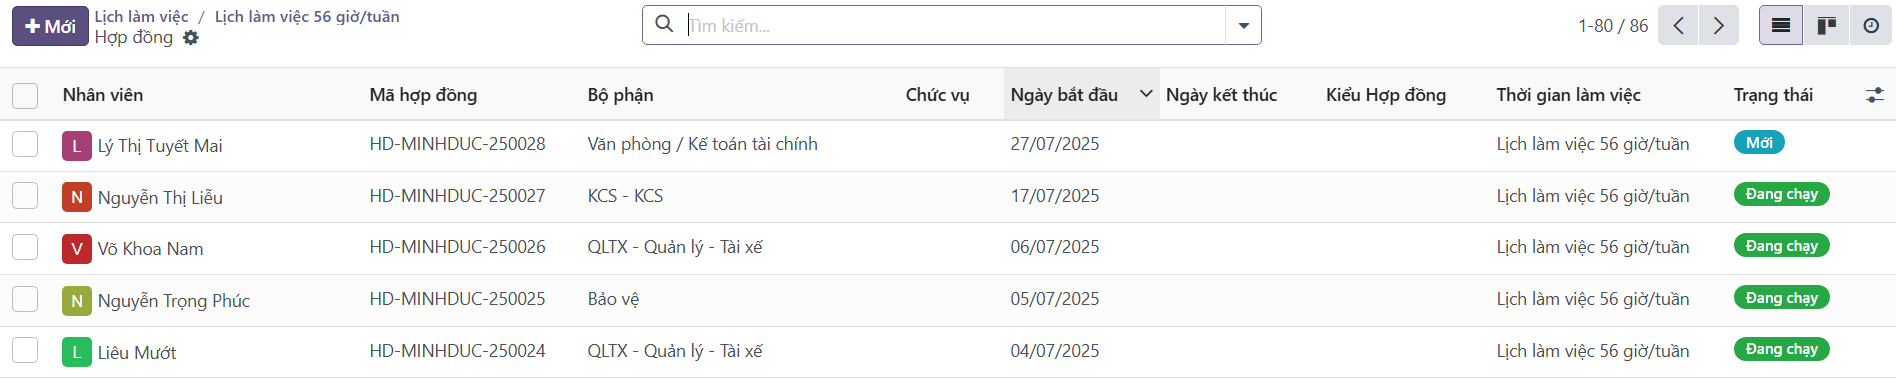 Mới
Lịch làm việc / Lịch làm việc 56 giờ/tuần
Hợp đồng
Tìm kiếm...
1-80 / 86
Nhân viên Mã hợp đồng Bộ phận Chức vụ Ngày bắt đầu Ngày kết thúc Kiểu Hợp đồng Thời gian làm việc Trạng thái
L Lý Thị Tuyết Mai HD-MINHDUC-250028 Văn phòng / Kế toán tài chính 27/07/2025 Lịch làm việc 56 giờ/tuần Mới
N Nguyễn Thị Liễu HD-MINHDUC-250027 KCS - KCS 17/07/2025 Lịch làm việc 56 giờ/tuần Đang chạy
V Võ Khoa Nam HD-MINHDUC-250026 QLTX - Quản lý - Tài xế 06/07/2025 Lịch làm việc 56 giờ/tuần Đang chạy
N Nguyễn Trọng Phúc HD-MINHDUC-250025 Bảo vệ 05/07/2025 Lịch làm việc 56 giờ/tuần Đang chạy
L Liêu Mướt HD-MINHDUC-250024 QLTX - Quản lý - Tài xế 04/07/2025 Lịch làm việc 56 giờ/tuần Đang chạy